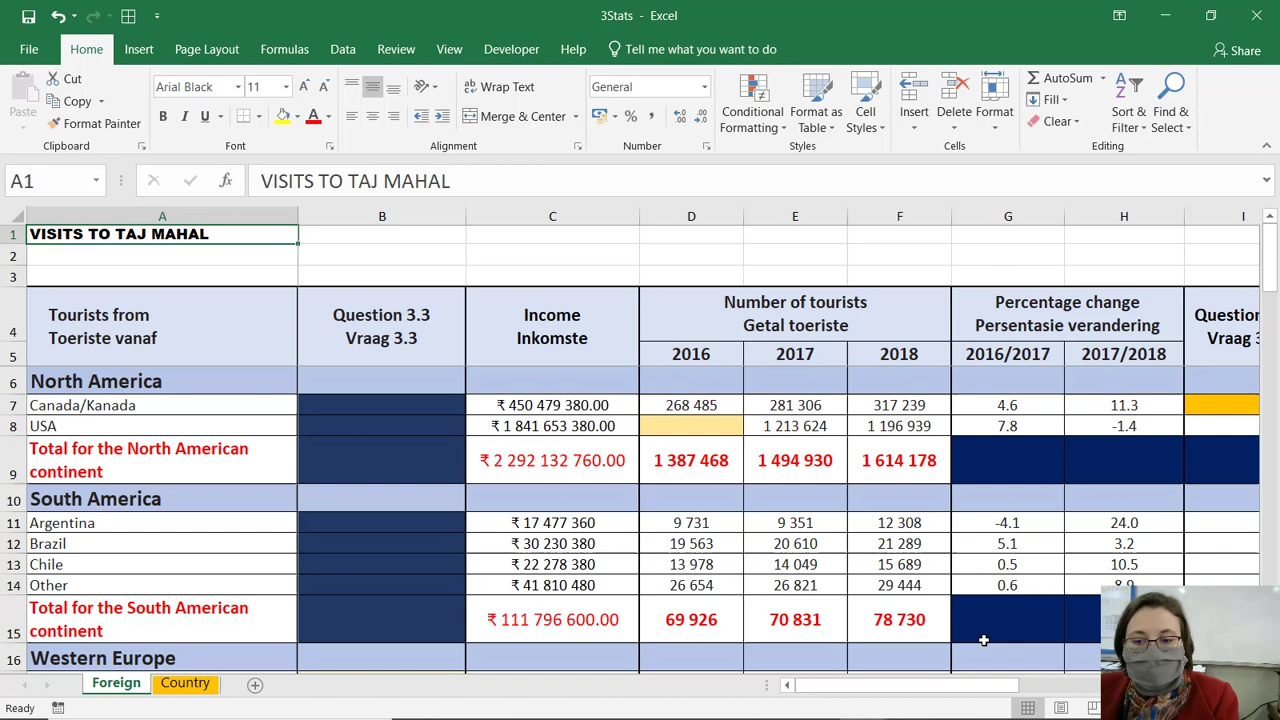 3Stats - Excel
File Home Insert Page Layout Formulas Data Review View Developer Help Tell me what you want to do Share
Paste Cut Copy Format Painter Clipboard
Arial Black 11 B I U A Font
Wrap Text Merge & Center Alignment
General % , Number
Conditional Formatting Format as Table Cell Styles Styles
Insert Delete Format Cells
AutoSum Fill Clear Sort & Filter Find & Select Editing
A1 fx VISITS TO TAJ MAHAL
A B C D E F G H I
1 VISITS TO TAJ MAHAL
2
3
4 Tourists from Toeriste vanaf Question 3.3 Vraag 3.3 Income Inkomste Number of tourists Getal toeriste Percentage change Persentasie verandering Question Vraag 3
5 2016 2017 2018 2016/2017 2017/2018
6 North America
7 Canada/Kanada ₹ 450 479 380.00 268 485 281 306 317 239 4.6 11.3
8 USA ₹ 1 841 653 380.00 1 213 624 1 196 939 7.8 -1.4
9 Total for the North American continent ₹ 2 292 132 760.00 1 387 468 1 494 930 1 614 178
10 South America
11 Argentina ₹ 17 477 360 9 731 9 351 12 308 -4.1 24.0
12 Brazil ₹ 30 230 380 19 563 20 610 21 289 5.1 3.2
13 Chile ₹ 22 278 380 13 978 14 049 15 689 0.5 10.5
14 Other ₹ 41 810 480 26 654 26 821 29 444 0.6
15 Total for the South American continent ₹ 111 796 600.00 69 926 70 831 78 730
16 Western Europe
Foreign Country
Ready